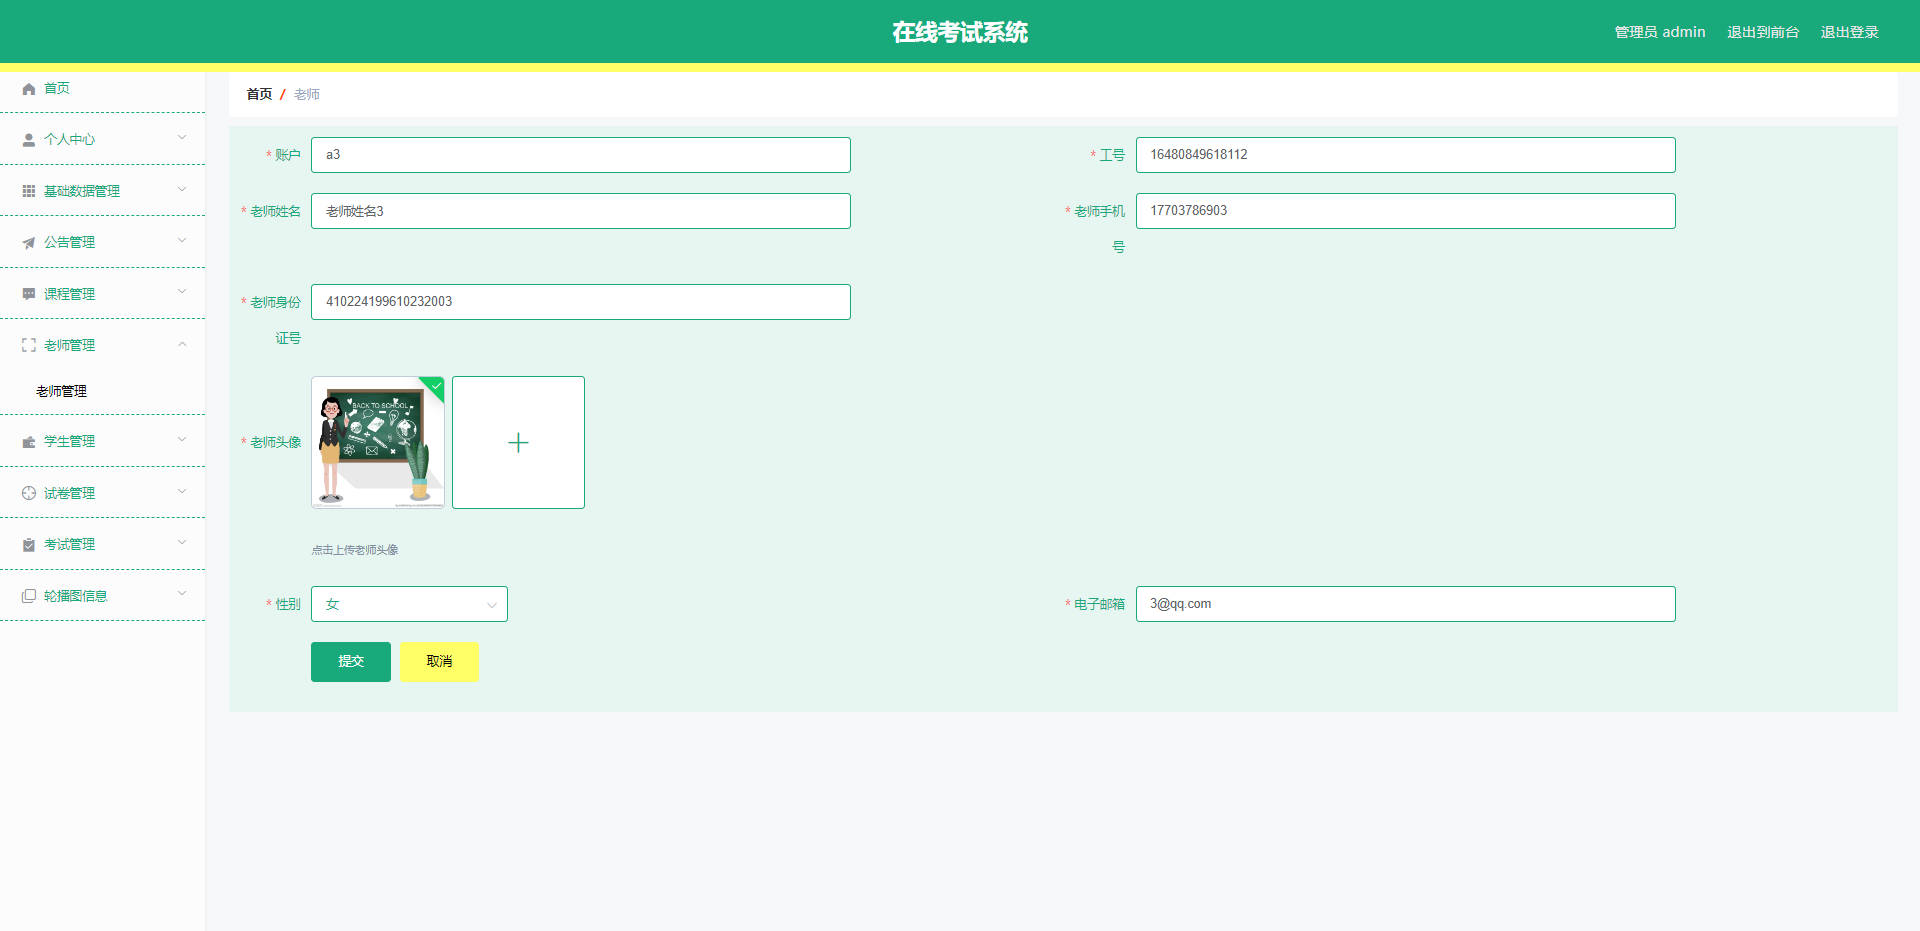 在线考试系统
管理员 admin
退出到前台
退出登录
首页
个人中心
基础数据管理
公告管理
课程管理
老师管理
老师管理
学生管理
试卷管理
考试管理
轮播图信息
首页 / 老师
* 账户
a3
* 工号
16480849618112
* 老师姓名
老师姓名3
* 老师手机
号
17703786903
* 老师身份
证号
410224199610232003
* 老师头像
BACK TO SCHOOL
点击上传老师头像
* 性别
女
* 电子邮箱
3@qq.com
提交
取消